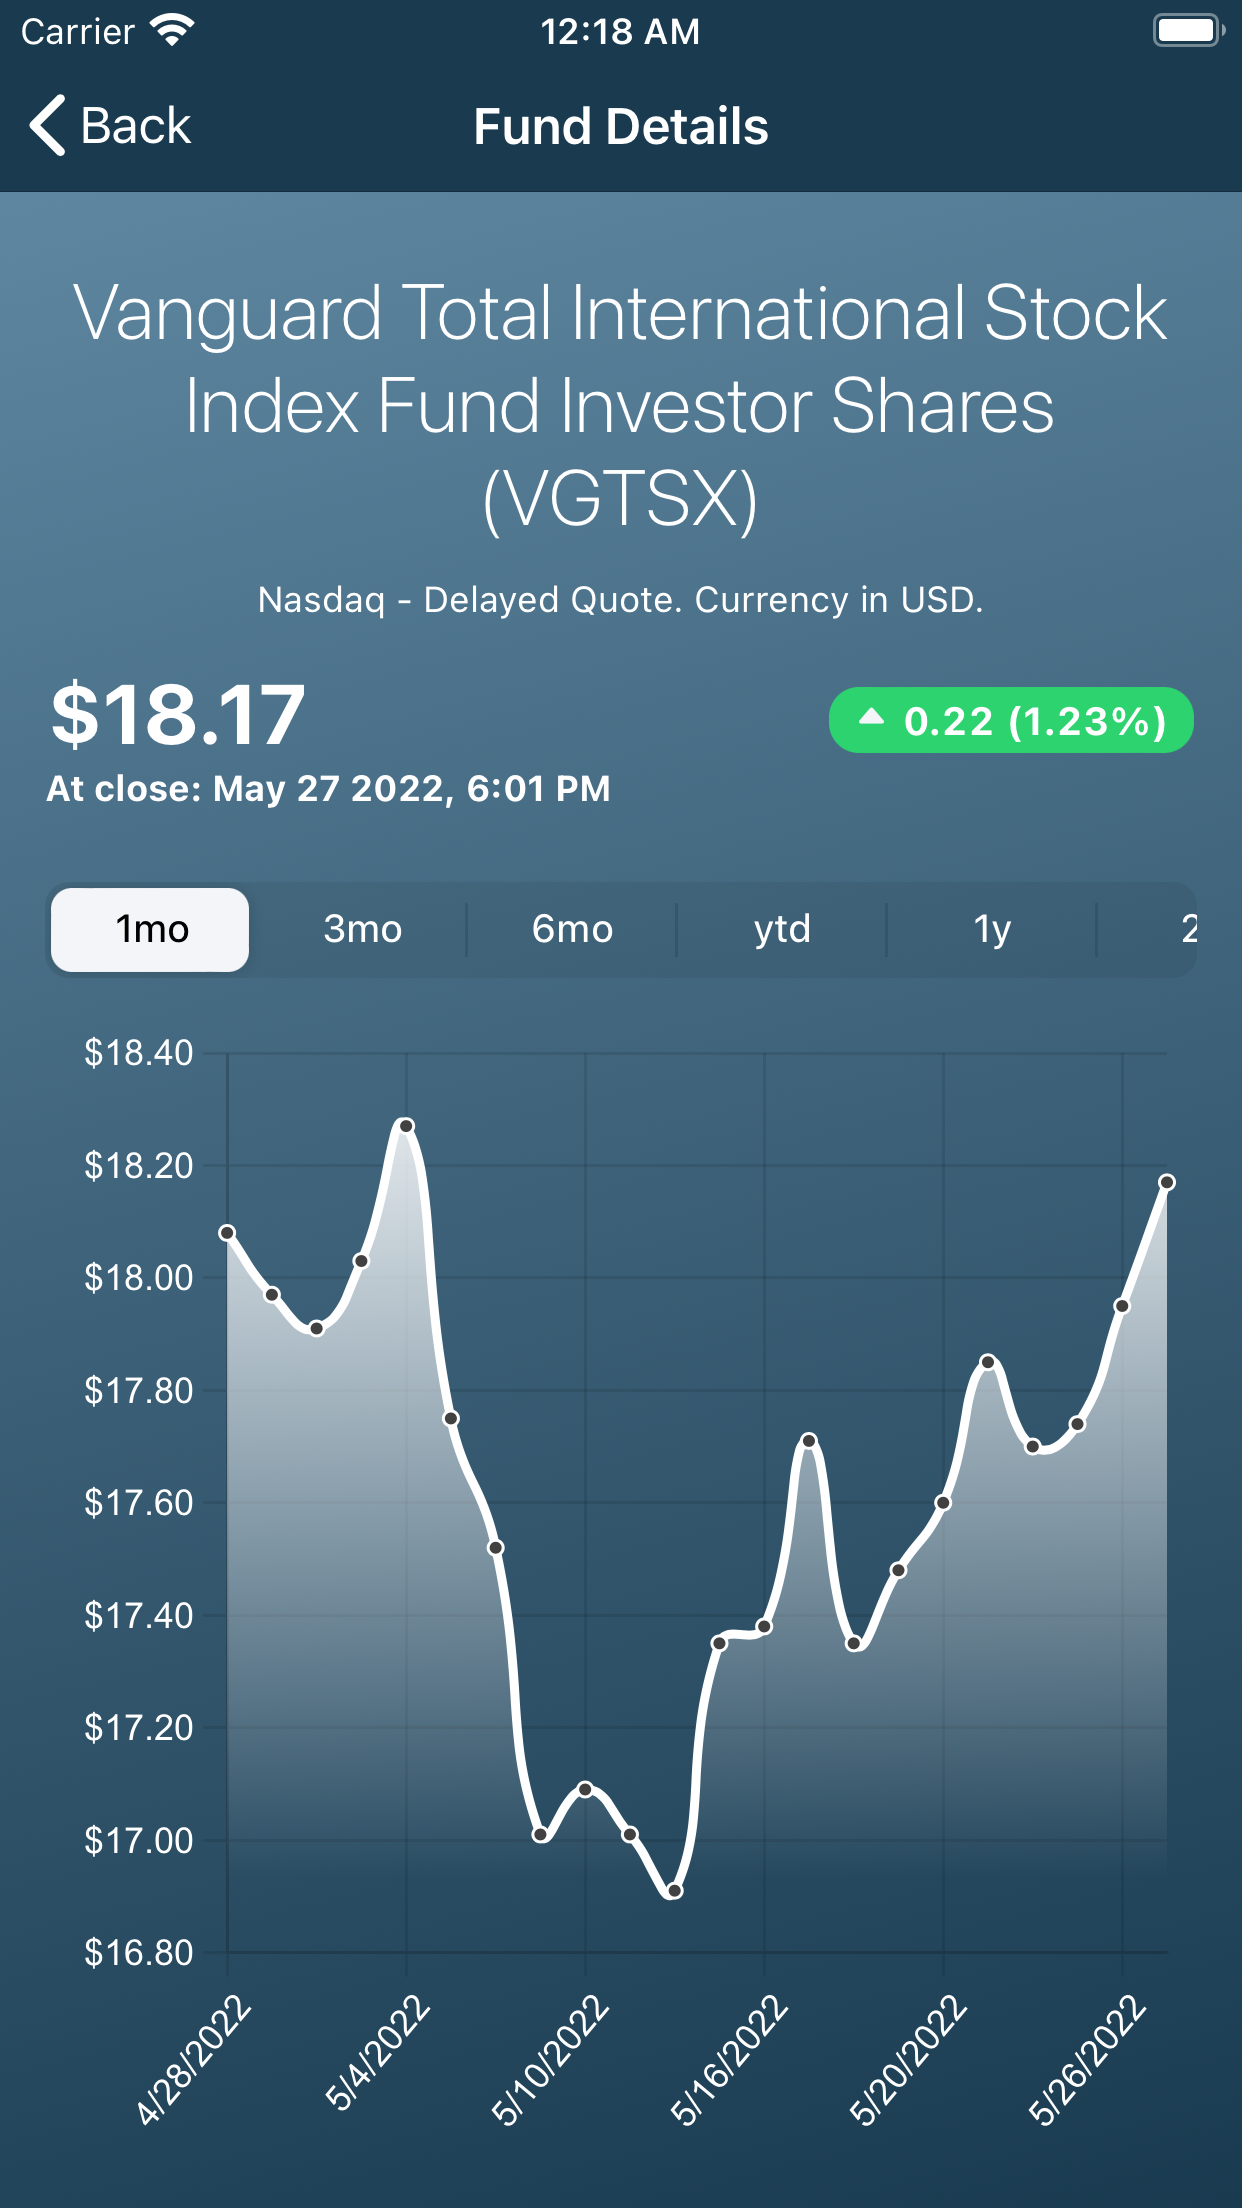 Carrier 12:18 AM
Back Fund Details
Vanguard Total International Stock
Index Fund Investor Shares
(VGTSX)
Nasdaq - Delayed Quote. Currency in USD.
$18.17 0.22 (1.23%)
At close: May 27 2022, 6:01 PM
1mo 3mo 6mo ytd 1y 2
$18.40
$18.20
$18.00
$17.80
$17.60
$17.40
$17.20
$17.00
$16.80
4/28/2022 5/4/2022 5/10/2022 5/16/2022 5/20/2022 5/26/2022